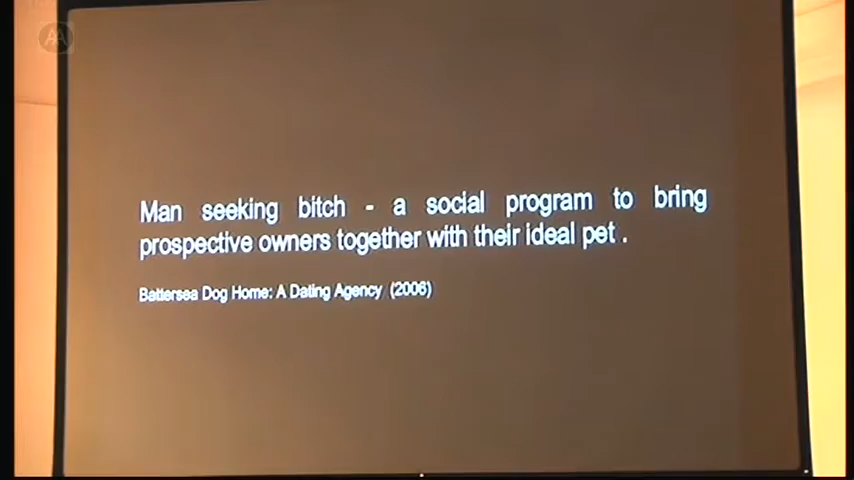 AA
Man seeking bitch - a social program to bring
prospective owners together with their ideal pet .
Battersea Dog Home: A Dating Agency (2006)